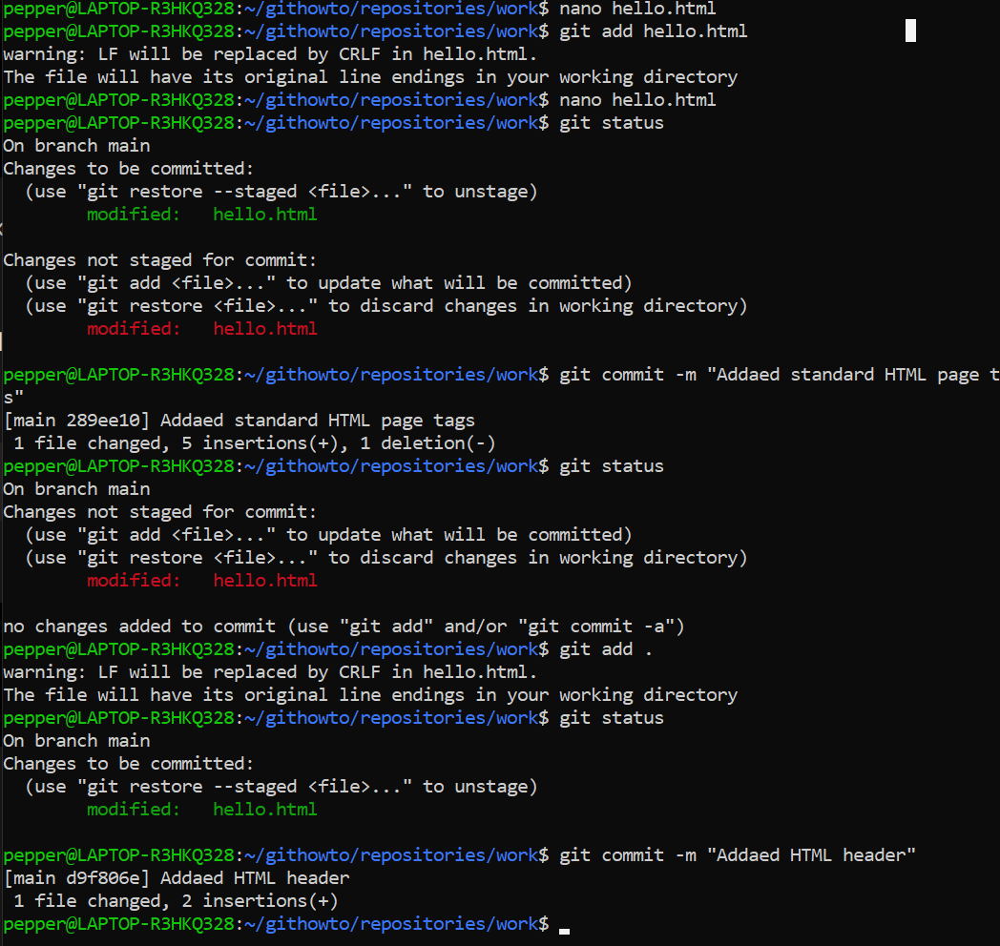 pepper@LAPTOP-R3HKQ328:~/githowto/repositories/work$ nano hello.html
pepper@LAPTOP-R3HKQ328:~/githowto/repositories/work$ git add hello.html
warning: LF will be replaced by CRLF in hello.html.
The file will have its original line endings in your working directory
pepper@LAPTOP-R3HKQ328:~/githowto/repositories/work$ nano hello.html
pepper@LAPTOP-R3HKQ328:~/githowto/repositories/work$ git status
On branch main
Changes to be committed:
  (use "git restore --staged <file>..." to unstage)
        modified:   hello.html

Changes not staged for commit:
  (use "git add <file>..." to update what will be committed)
  (use "git restore <file>..." to discard changes in working directory)
        modified:   hello.html

pepper@LAPTOP-R3HKQ328:~/githowto/repositories/work$ git commit -m "Addaed standard HTML page t
s"
[main 289ee10] Addaed standard HTML page tags
 1 file changed, 5 insertions(+), 1 deletion(-)
pepper@LAPTOP-R3HKQ328:~/githowto/repositories/work$ git status
On branch main
Changes not staged for commit:
  (use "git add <file>..." to update what will be committed)
  (use "git restore <file>..." to discard changes in working directory)
        modified:   hello.html

no changes added to commit (use "git add" and/or "git commit -a")
pepper@LAPTOP-R3HKQ328:~/githowto/repositories/work$ git add .
warning: LF will be replaced by CRLF in hello.html.
The file will have its original line endings in your working directory
pepper@LAPTOP-R3HKQ328:~/githowto/repositories/work$ git status
On branch main
Changes to be committed:
  (use "git restore --staged <file>..." to unstage)
        modified:   hello.html

pepper@LAPTOP-R3HKQ328:~/githowto/repositories/work$ git commit -m "Addaed HTML header"
[main d9f806e] Addaed HTML header
 1 file changed, 2 insertions(+)
pepper@LAPTOP-R3HKQ328:~/githowto/repositories/work$